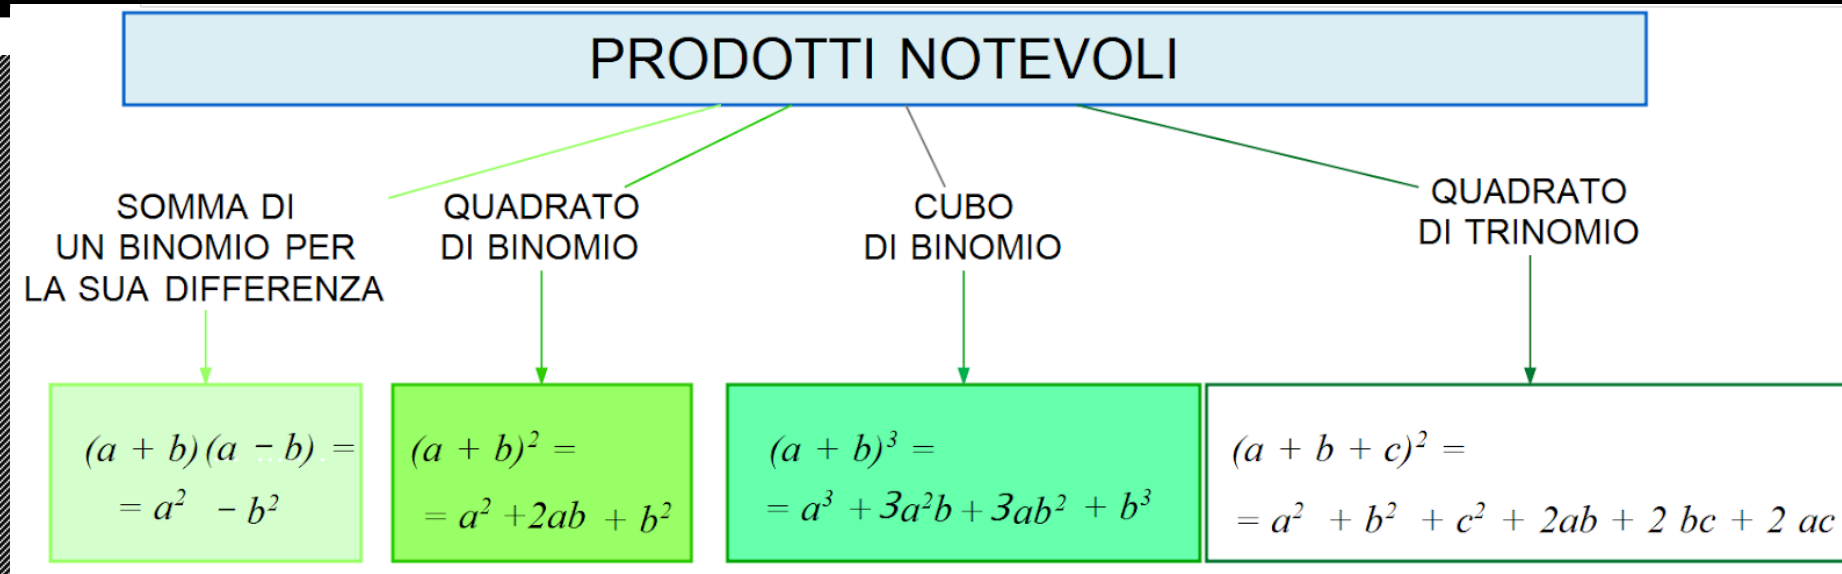 PRODOTTI NOTEVOLI
SOMMA DI
UN BINOMIO PER
LA SUA DIFFERENZA
(a + b)(a − b) =
= a² − b²
QUADRATO
DI BINOMIO
(a + b)² =
= a² +2ab + b²
CUBO
DI BINOMIO
(a + b)³ =
= a³ + 3a²b + 3ab² + b³
QUADRATO
DI TRINOMIO
(a + b + c)² =
= a² + b² + c² + 2ab + 2 bc + 2 ac